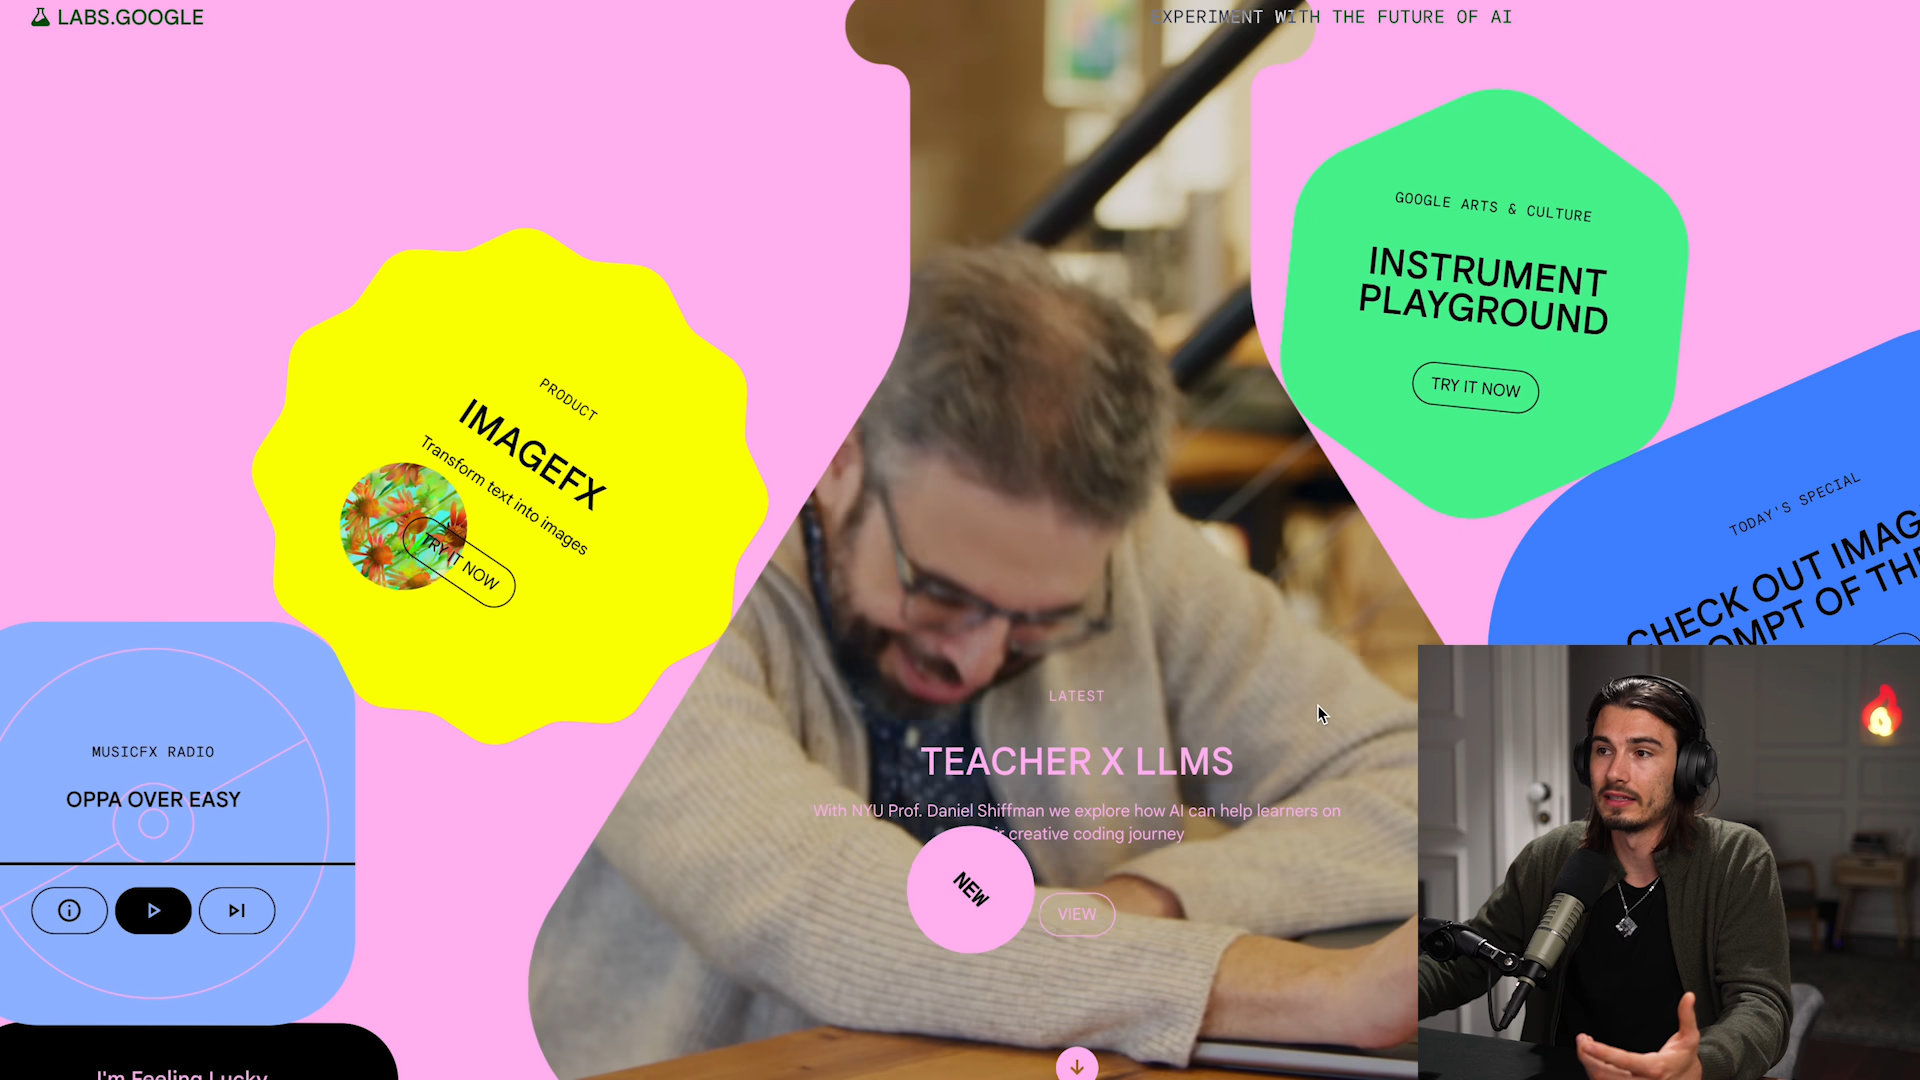 LABS.GOOGLE
EXPERIMENT WITH THE FUTURE OF AI
GOOGLE ARTS & CULTURE
INSTRUMENT
PLAYGROUND
TRY IT NOW
PRODUCT
IMAGEFX
Transform text into images
TRY IT NOW
TODAY'S SPECIAL
CHECK OUT
OF
LATEST
TEACHER X LLMS
With NYU Prof. Daniel Shiffman we explore how AI can help learners on
creative coding journey
NEW
VIEW
MUSICFX RADIO
OPPA OVER EASY
I'm Feeling Lucky